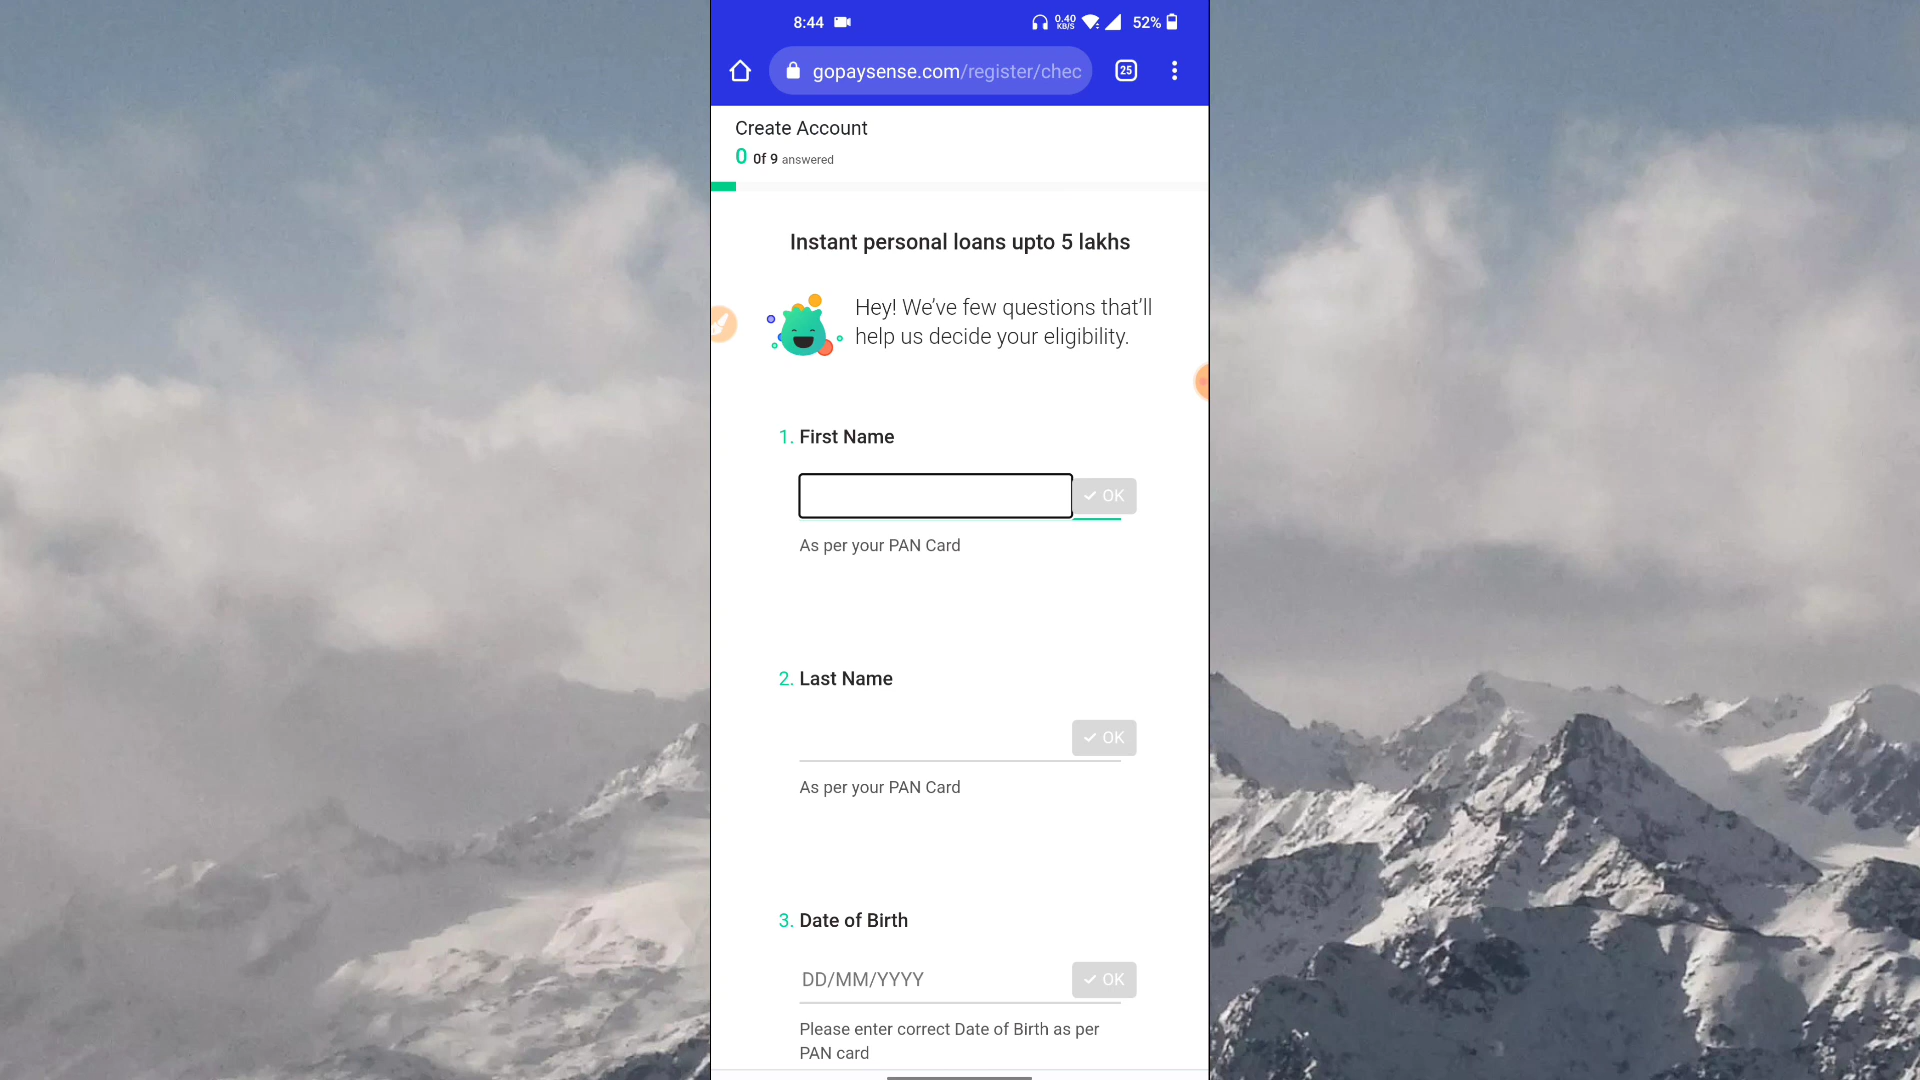 8:44
0.40
KB/S
52%
gopaysense.com/register/chec
25
Create Account
0 Of 9 answered
Instant personal loans upto 5 lakhs
Hey! We’ve few questions that’ll
help us decide your eligibility.
1. First Name
OK
As per your PAN Card
2. Last Name
OK
As per your PAN Card
3. Date of Birth
DD/MM/YYYY
OK
Please enter correct Date of Birth as per
PAN card